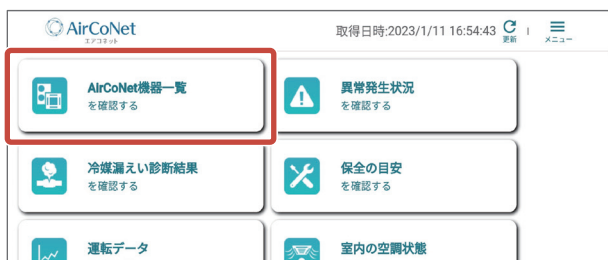 AirCoNet
エアコネット
取得日時:2023/1/11 16:54:43
更新
メニュー
AirCoNet機器一覧
を確認する
異常発生状況
を確認する
冷媒漏えい診断結果
を確認する
保全の目安
を確認する
運転データ
室内の空調状態